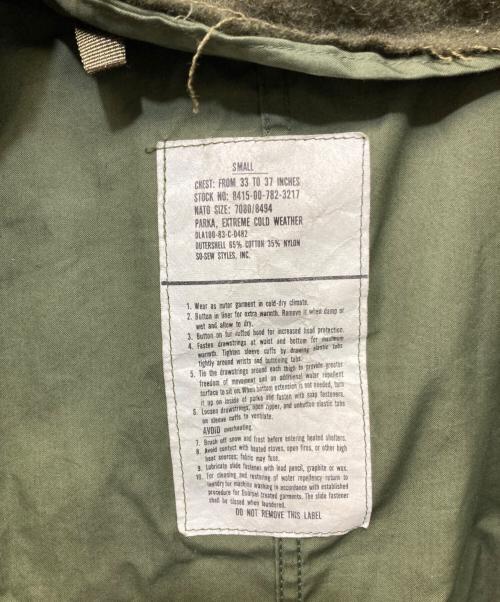 SMALL
CHEST: FROM 33 TO 37 INCHES
STOCK NO: 8415-00-782-3217
NATO SIZE: 7080/8494
PARKA, EXTREME COLD WEATHER
DLA100-83-C-0482
OUTERSHELL 65% COTTON 35% NYLON
SO-SEW STYLES, INC.
1. Wear as outer garment in cold-dry climate.
2. Button in liner for extra warmth. Remove it when damp or
wet and allow to dry.
3. Button on fur ruffed hood for increased head protection.
4. Fasten drawstrings at waist and bottom for maximum
warmth. Tighten sleeve cuffs by drawing elastic tabs
tightly around wrists and buttoning tabs.
5. Tie the drawstrings around each thigh to provide greater
freedom of movement and an additional water repellent
surface to sit on. When bottom extension is not needed, turn
it up on inside of parka and fasten with snap fasteners.
6. Loosen drawstrings, open zipper, and unbutton elastic tabs
on sleeve cuffs to ventilate.
AVOID overheating.
7. Brush off snow and frost before entering heated shelters.
8. Avoid contact with heated stoves, open fires, or other high
heat sources; fabric may fuse.
9. Lubricate slide fastener with lead pencil, graphite or wax.
10. For cleaning and restoring of water repellency return to
laundry for machine washing in accordance with established
procedure for Quarpel treated garments. The slide fastener
shall be closed when laundered.
DO NOT REMOVE THIS LABEL